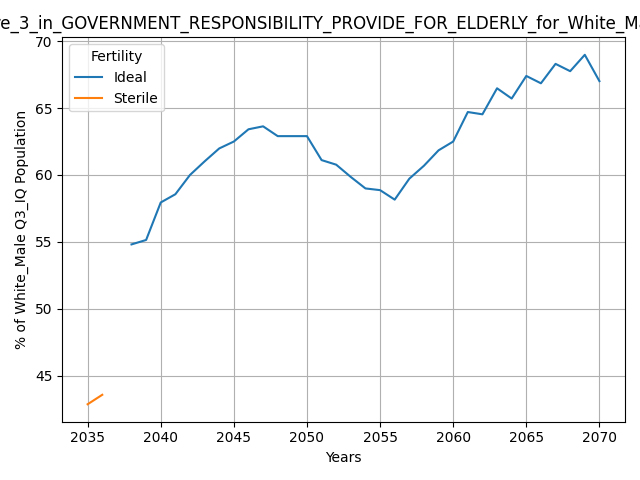 re_3_in_GOVERNMENT_RESPONSIBILITY_PROVIDE_FOR_ELDERLY_for_White_Ma
Fertility
Ideal
Sterile
% of White_Male Q3_IQ Population
70
65
60
55
50
45
2035 2040 2045 2050 2055 2060 2065 2070
Years